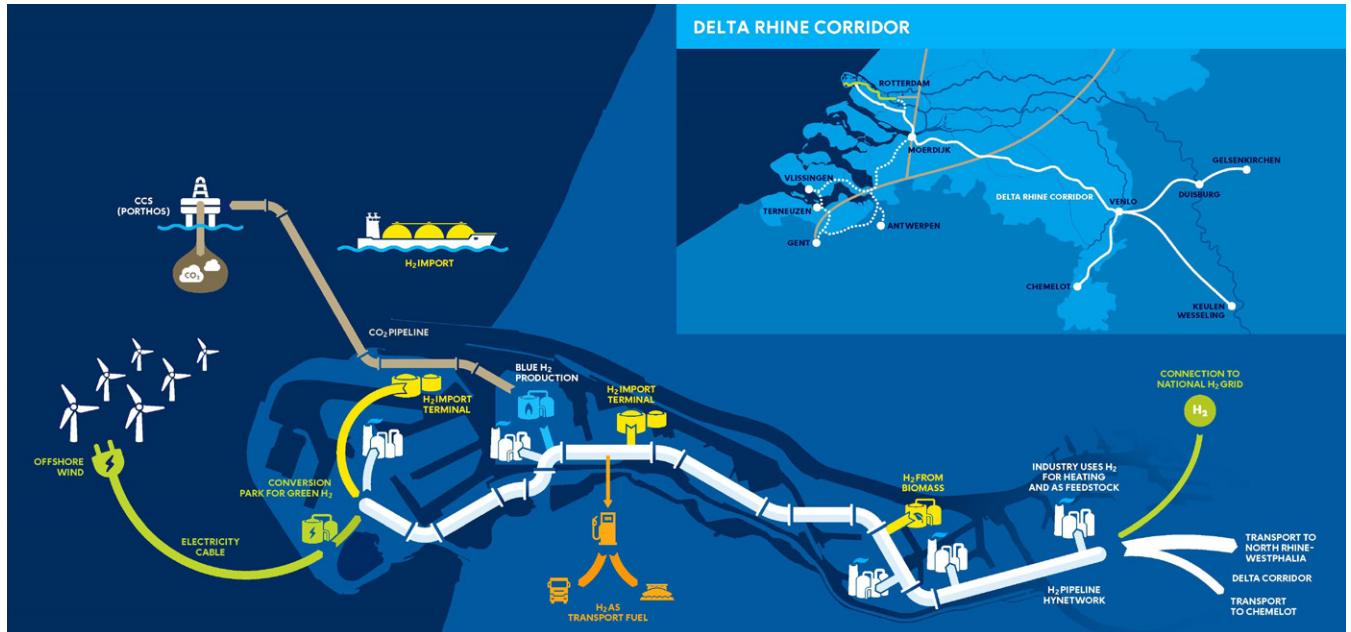 DELTA RHINE CORRIDOR
ROTTERDAM
MOERDIJK
GELSENKIRCHEN
VLISSINGEN
DUISBURG
DELTA RHINE CORRIDOR
VENLO
TERNEUZEN
ANTWERPEN
GENT
CHEMELOT
KEULEN
WESSELING
CCS
(PORTHOS)
CO₂
H₂ IMPORT
CO₂ PIPELINE
BLUE H₂
PRODUCTION
H₂ IMPORT
TERMINAL
H₂ IMPORT
TERMINAL
CONNECTION TO
NATIONAL H₂ GRID
H₂
OFFSHORE
WIND
CONVERSION
PARK FOR GREEN H₂
H₂ FROM
BIOMASS
INDUSTRY USES H₂
FOR HEATING
AND AS FEEDSTOCK
ELECTRICITY
CABLE
TRANSPORT TO
NORTH RHINE-
WESTPHALIA
DELTA CORRIDOR
TRANSPORT
TO CHEMELOT
H₂ PIPELINE
HYNETWORK
H₂ AS
TRANSPORT FUEL